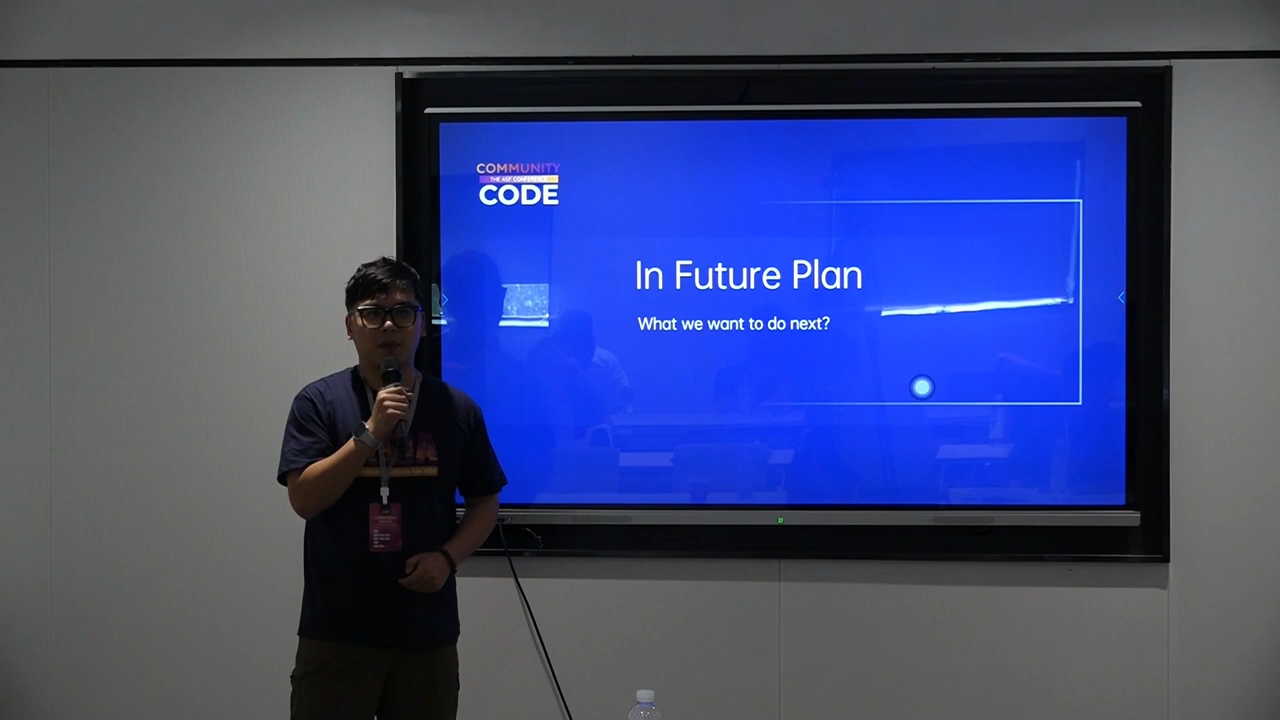 COMMUNITY
THE ASF CONFERENCE
CODE
In Future Plan
What we want to do next?